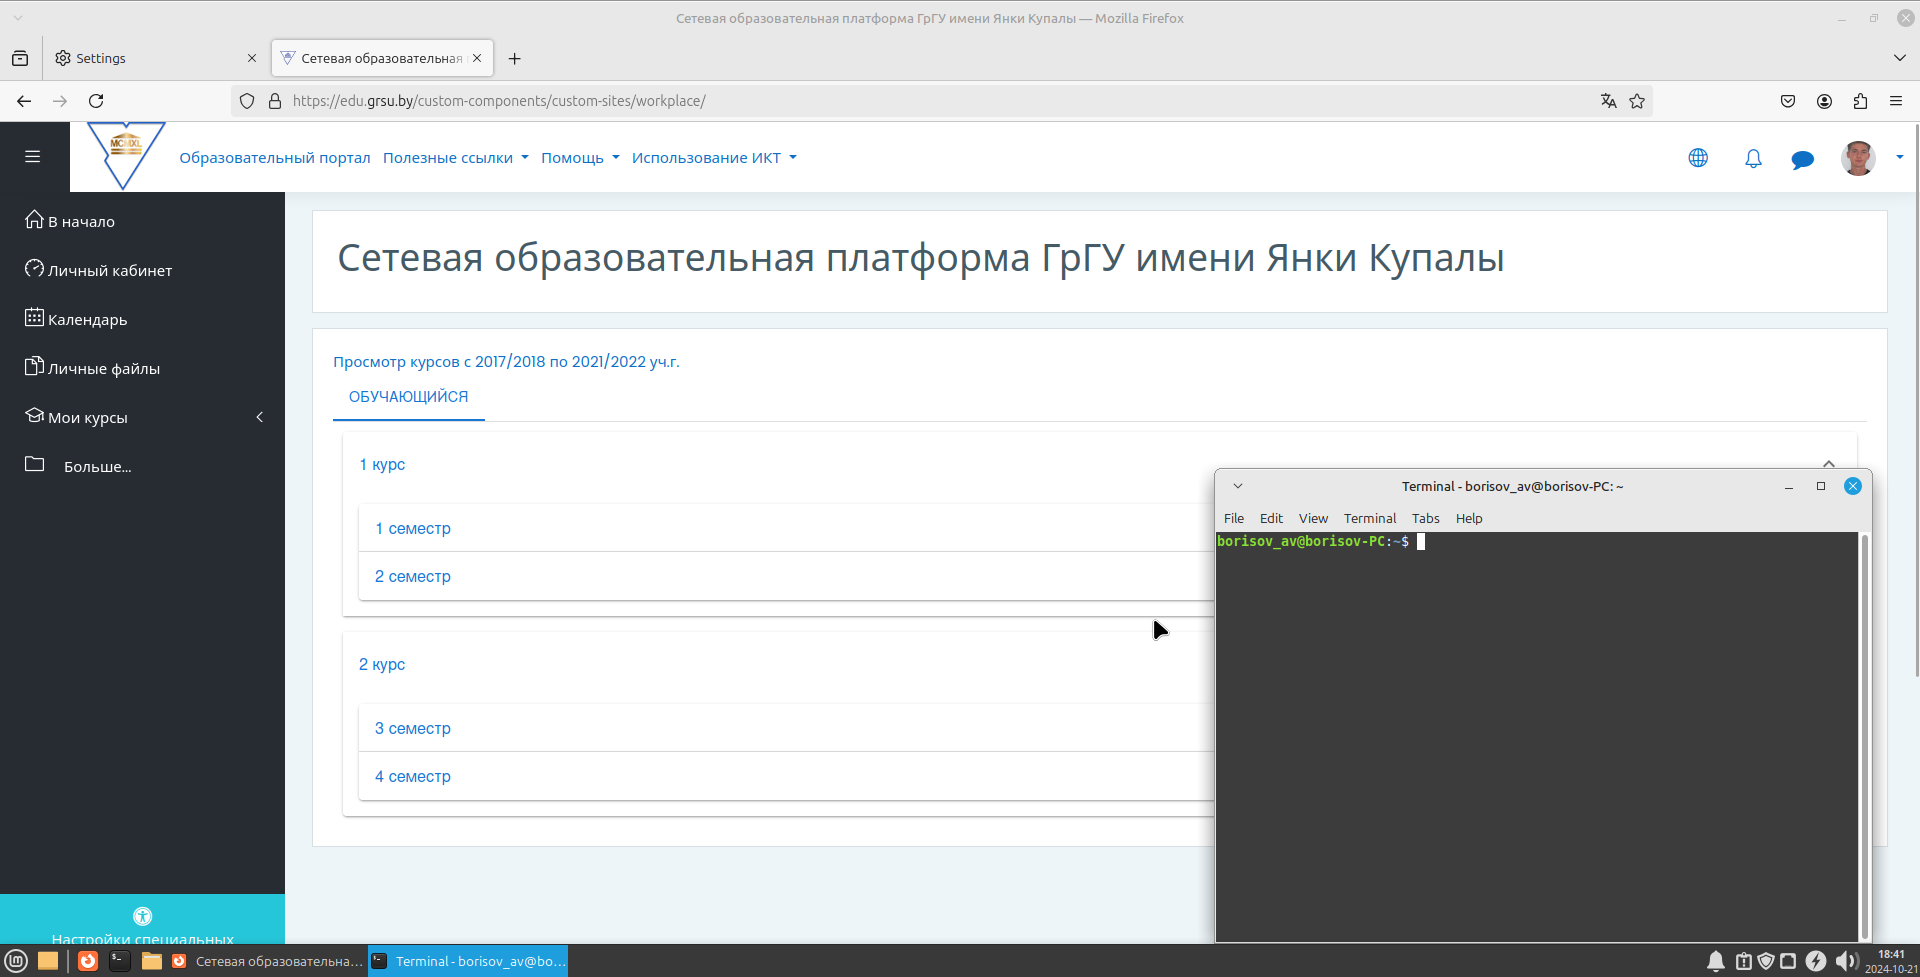 Сетевая образовательная платформа ГрГУ имени Янки Купалы — Mozilla Firefox
Settings
Сетевая образовательная
https://edu.grsu.by/custom-components/custom-sites/workplace/
MCMXL
Образовательный портал Полезные ссылки Помощь Использование ИКТ
В начало
Личный кабинет
Календарь
Личные файлы
Мои курсы
Больше...
Настройки специальных
Сетевая образовательная платформа ГрГУ имени Янки Купалы
Просмотр курсов с 2017/2018 по 2021/2022 уч.г.
ОБУЧАЮЩИЙСЯ
1 курс
1 семестр
2 семестр
2 курс
3 семестр
4 семестр
Terminal - borisov_av@borisov-PC: ~
File Edit View Terminal Tabs Help
borisov_av@borisov-PC:~$
Сетевая образовательна...
Terminal - borisov_av@bo...
18:41
2024-10-21